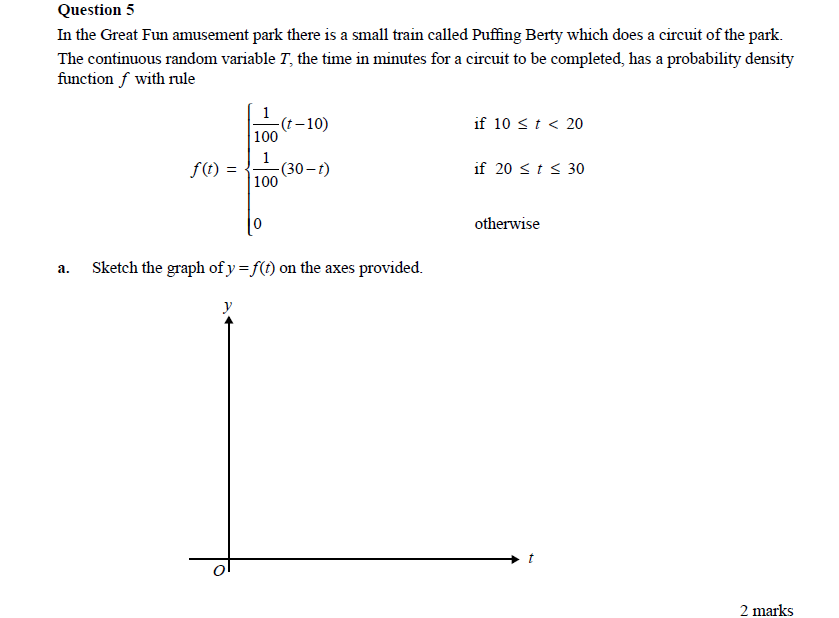 Question 5
In the Great Fun amusement park there is a small train called Puffing Berty which does a circuit of the park.
The continuous random variable T, the time in minutes for a circuit to be completed, has a probability density
function f with rule
f(t) = { 1/100 (t – 10) if 10 ≤ t < 20
1/100 (30 – t) if 20 ≤ t ≤ 30
0 otherwise
a. Sketch the graph of y = f(t) on the axes provided.
y
t
O
2 marks